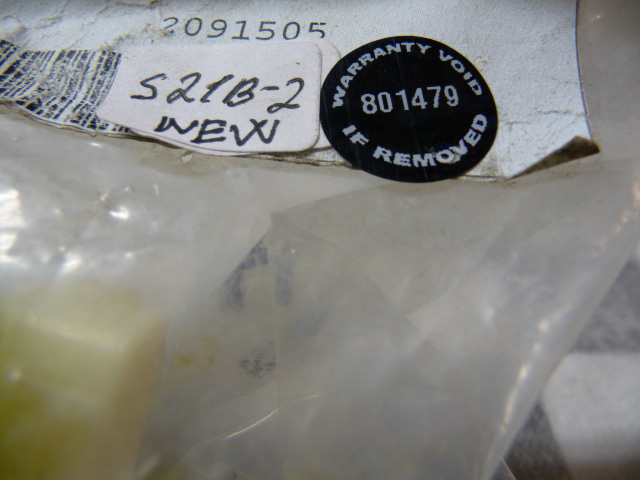 2091505
S21B-2
NEW
WARRANTY VOID
801479
IF REMOVED